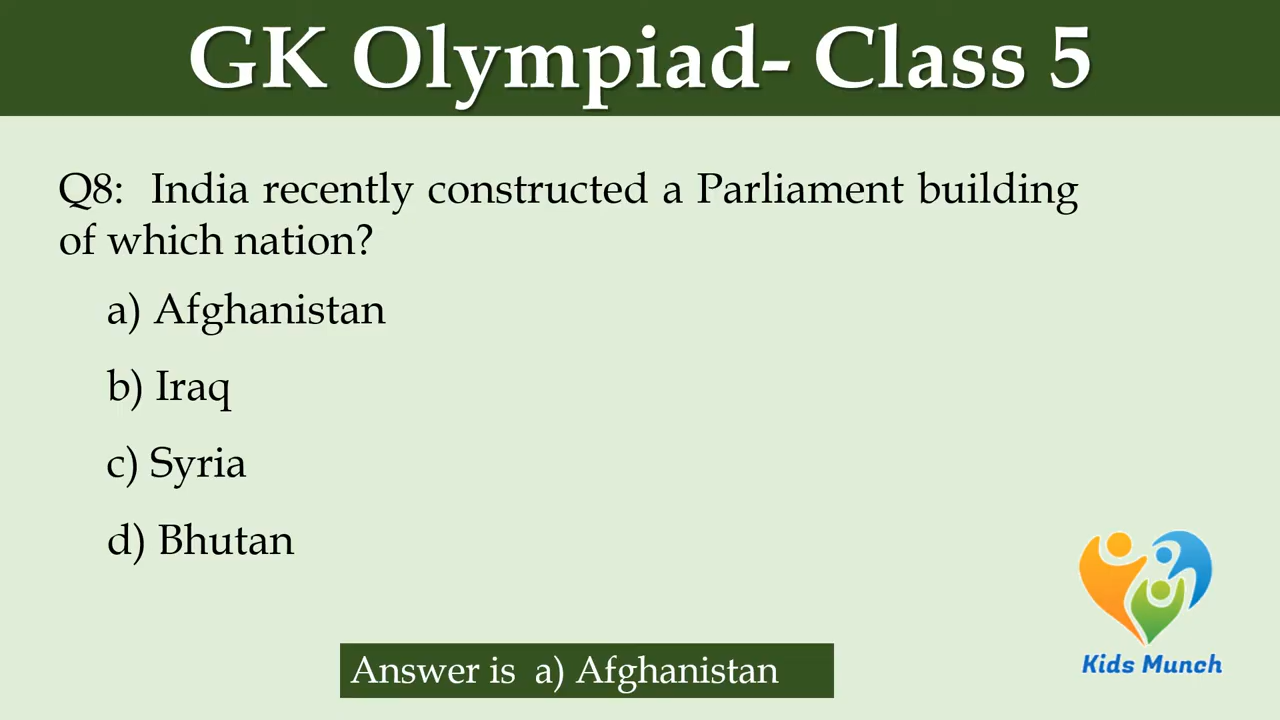 GK Olympiad- Class 5
Q8: India recently constructed a Parliament building
of which nation?
a) Afghanistan
b) Iraq
c) Syria
d) Bhutan
Kids Munch
Answer is a) Afghanistan